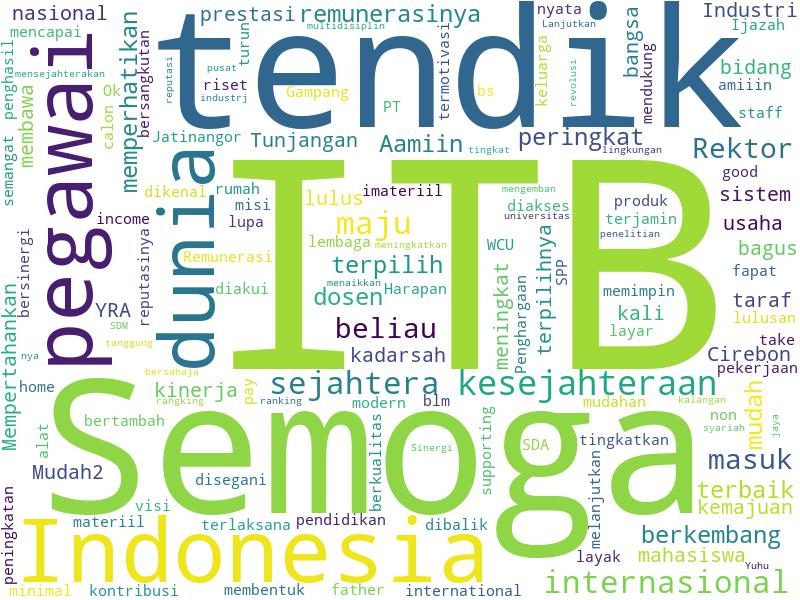 nasional
mencapai
prestasi
remunerasinya
multidisiplin
nyata
Lanjutkan
Industri
Ijazah
tendik
turun
reputasi
pusat
riset
industrj
Gampang
PT
termotivasi
bs
keluarga
revolusi
mendukung
bangsa
bidang
amiiin
staff
penghasil
mensejahterakan
semangat
membawa
Ok
calon
memperhatikan
bersangkutan
pegawai
Jatinangor
Tunjangan
Aamiin
tingkat
peringkat
lingkungan
Rektor
good
dunia
dikenal
rumah
misi
lupa
lulus
imateriil
mengemban
diakses
universitas
produk
terjamin
penelitian
sistem
usaha
income
maju
lembaga
meningkatkan
WCU
ITB
bagus
bersinergi
reputasinya
Remunerasi
terpilih
menaikkan
diakui
dosen
Harapan
meningkat
Penghargaan
terpilihnya
SPP
memimpin
kali
layar
fapat
taraf
lulusan
Mempertahankan
YRA
SDM
tanggung
beliau
kadarsah
take
Cirebon
pekerjaan
nya
bersahaja
home
kinerja
rangking
pay
sejahtera
ranking
modern
blm
kesejahteraan
mudahan
kalangan
non
syariah
mudah
jaya
Semoga
bertambah
alat
Mudah2
disegani
berkualitas
Sinergi
supporting
SDA
tingkatkan
melanjutkan
masuk
terbaik
kemajuan
visi
peningkatan
materiil
terlaksana
pendidikan
dibalik
berkembang
layak
mahasiswa
Yuhu
Indonesia
minimal
kontribusi
membentuk
father
international
internasional